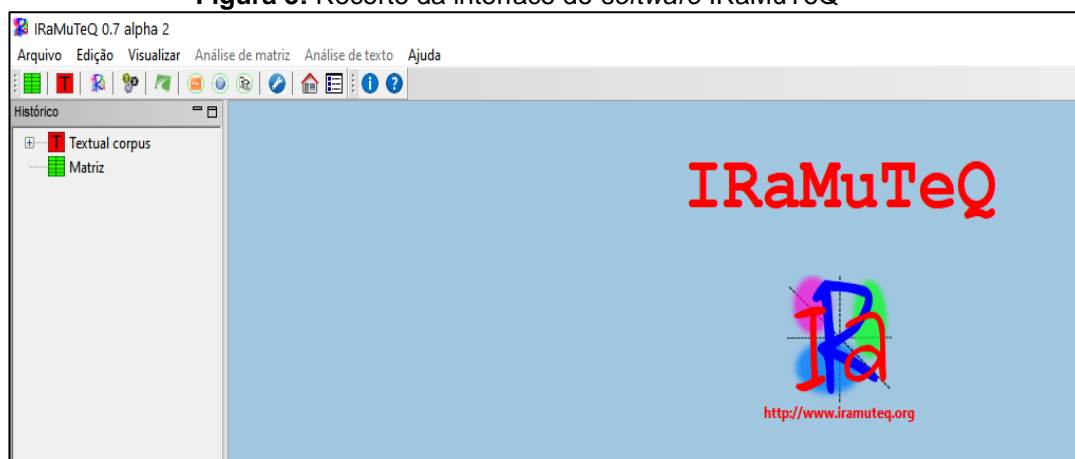 IRaMuTeQ 0.7 alpha 2
Arquivo Edição Visualizar Análise de matriz Análise de texto Ajuda
Histórico
Textual corpus
Matriz
IRaMuTeQ
IRa
http://www.iramuteq.org